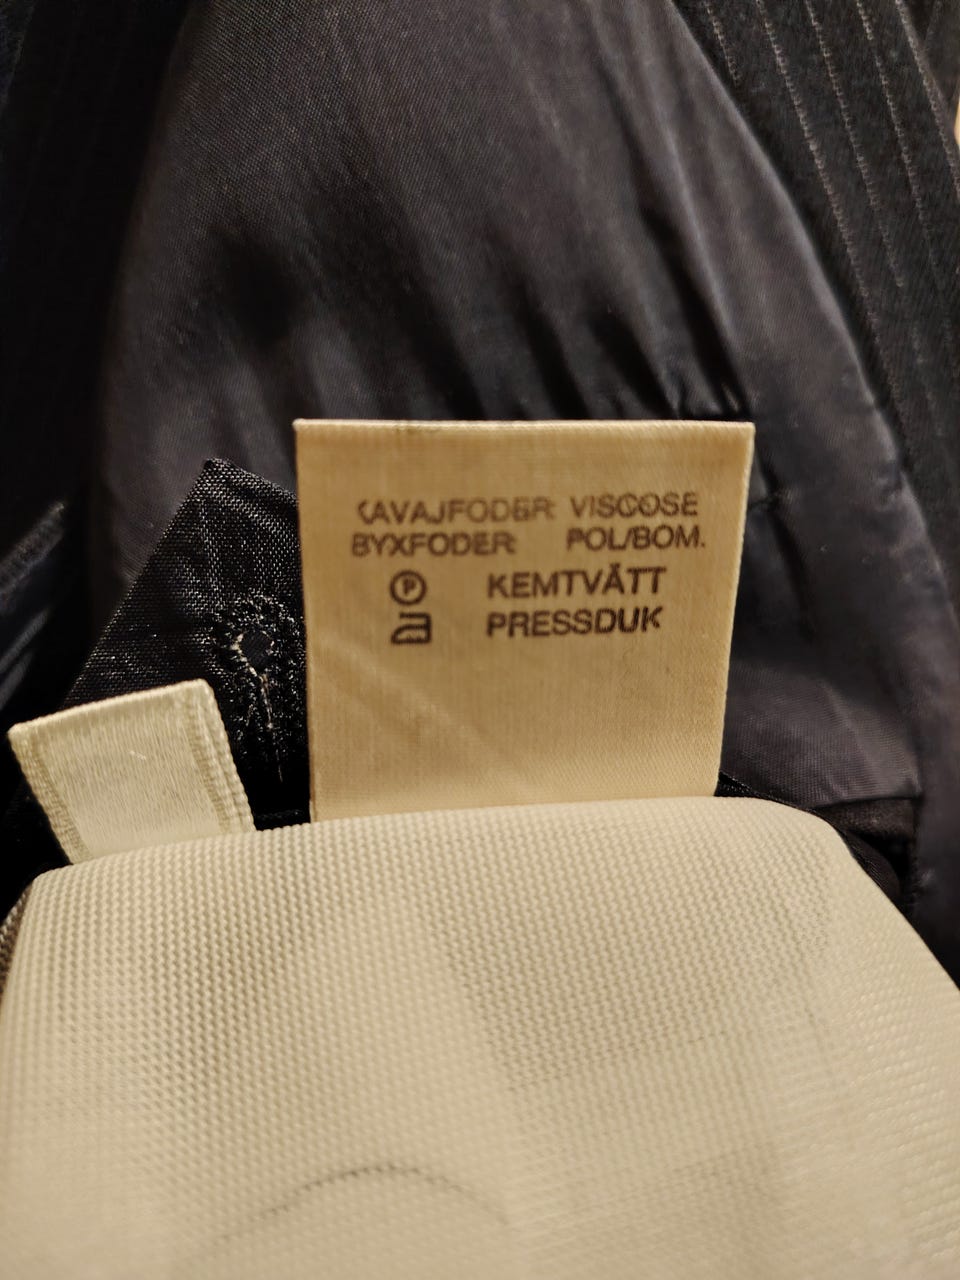 KAVAJFODER: VISCOSE
BYXFODER: POL/BOM.
P KEMTVÄTT
PRESSDUK